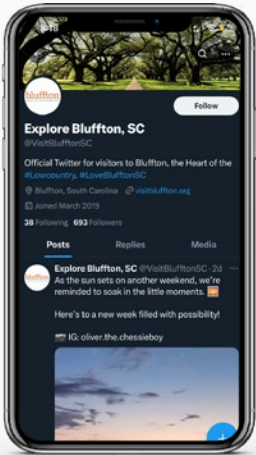 bluffton
Follow
Explore Bluffton, SC
@VisitBlufftonSC
Official Twitter for visitors to Bluffton, the Heart of the
#Lowcountry. #LoveBlufftonSC
Bluffton, South Carolina visitbluffton.org
Joined March 2019
38 Following 693 Followers
Posts Replies Media
Explore Bluffton, SC @VisitBlufftonSC · 2d
As the sun sets on another weekend, we're
reminded to soak in the little moments. 🌅
Here's to a new week filled with possibility!
📷 IG: oliver.the.chessieboy